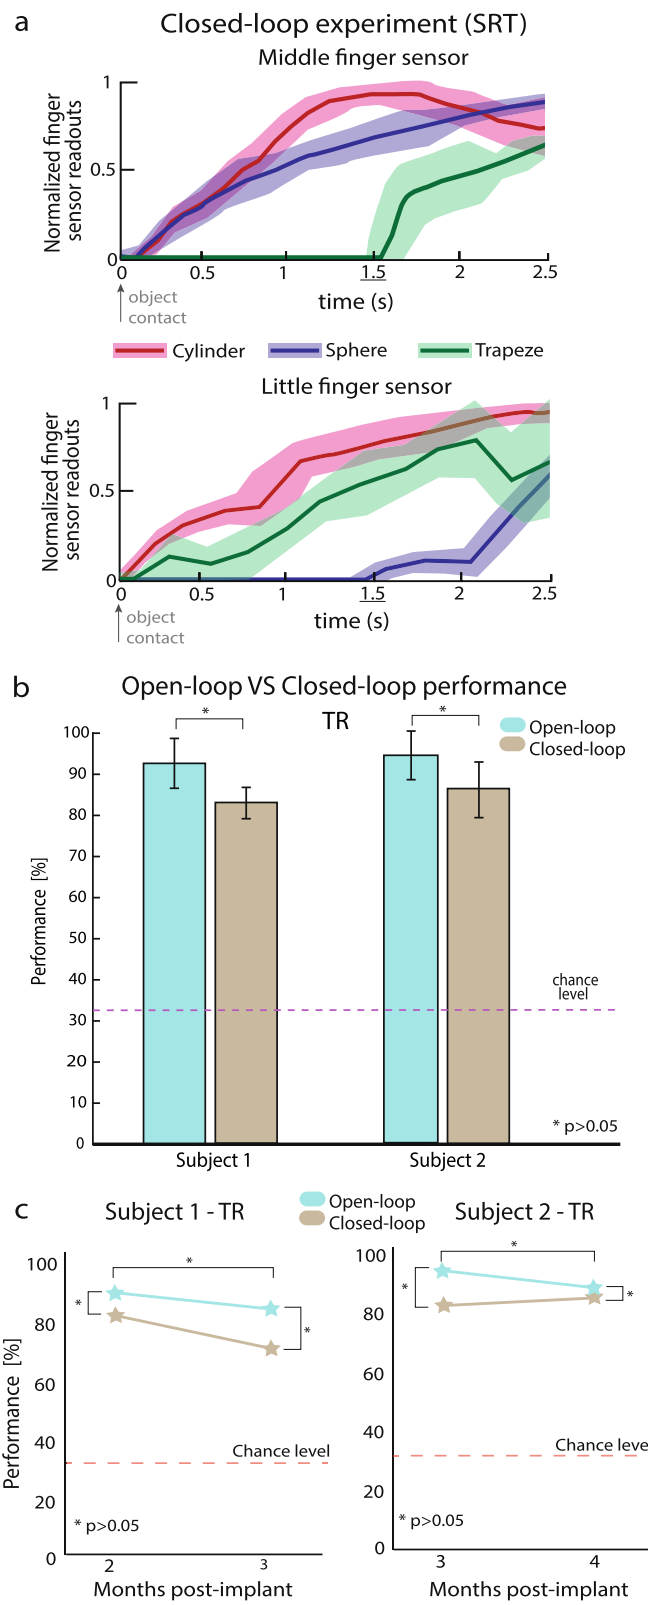 a
Closed-loop experiment (SRT)
Middle finger sensor
Normalized finger
sensor readouts
1
0.5
0
0 0.5 1 1.5 2 2.5
time (s)
object
contact
Cylinder Sphere Trapeze
Little finger sensor
Normalized finger
sensor readouts
1
0.5
0
0 0.5 1 1.5 2 2.5
time (s)
object
contact
b
Open-loop VS Closed-loop performance
TR
* *
Open-loop
Closed-loop
Performance [%]
100
90
80
70
60
50
40
30
20
10
0
chance
level
* p>0.05
Subject 1 Subject 2
c
Subject 1 - TR
Open-loop
Closed-loop
Subject 2 - TR
Performance [%]
100
80
60
40
20
0
*
*
*
Chance level
* p>0.05
2 3
Months post-implant
100
80
60
40
20
0
*
*
*
Chance leve
* p>0.05
3 4
Months post-implant